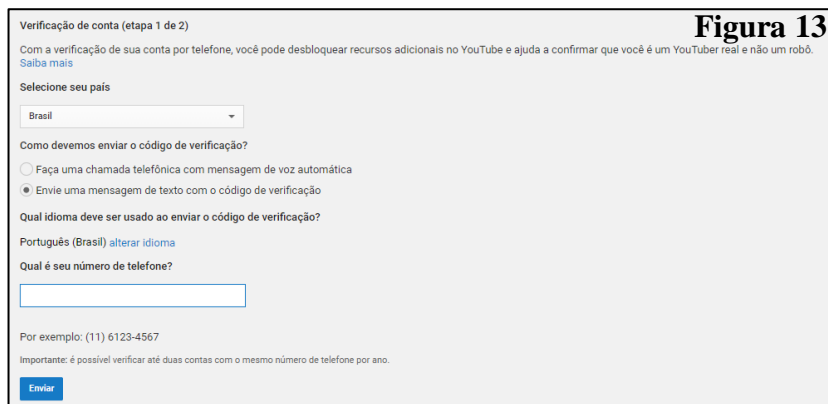 Figura 13
Verificação de conta (etapa 1 de 2)
Com a verificação de sua conta por telefone, você pode desbloquear recursos adicionais no YouTube e ajuda a confirmar que você é um YouTuber real e não um robô.
Saiba mais
Selecione seu país
Brasil
Como devemos enviar o código de verificação?
Faça uma chamada telefônica com mensagem de voz automática
Envie uma mensagem de texto com o código de verificação
Qual idioma deve ser usado ao enviar o código de verificação?
Português (Brasil) alterar idioma
Qual é seu número de telefone?
Por exemplo: (11) 6123-4567
Importante: é possível verificar até duas contas com o mesmo número de telefone por ano.
Enviar